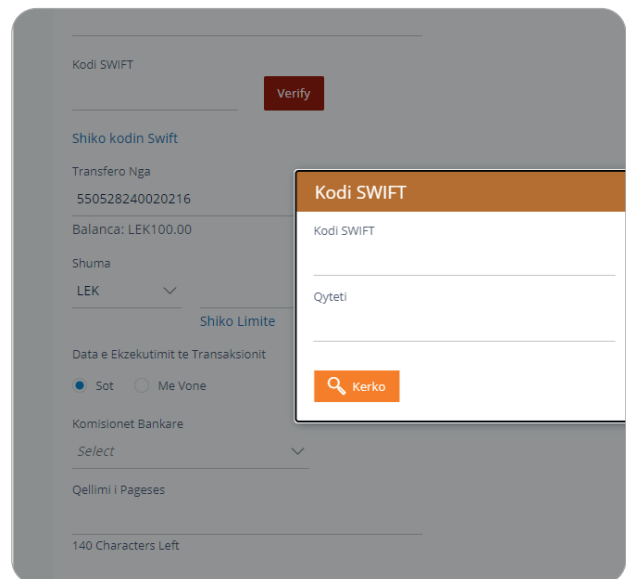 Kodi SWIFT
Verify
Shiko kodin Swift
Transfero Nga
550528240020216
Balanca: LEK100.00
Shuma
LEK
Shiko Limite
Data e Ekzekutimit te Transaksionit
Sot Me Vone
Komisionet Bankare
Select
Qellimi i Pageses
140 Characters Left
Kodi SWIFT
Kodi SWIFT
Qyteti
Kerko